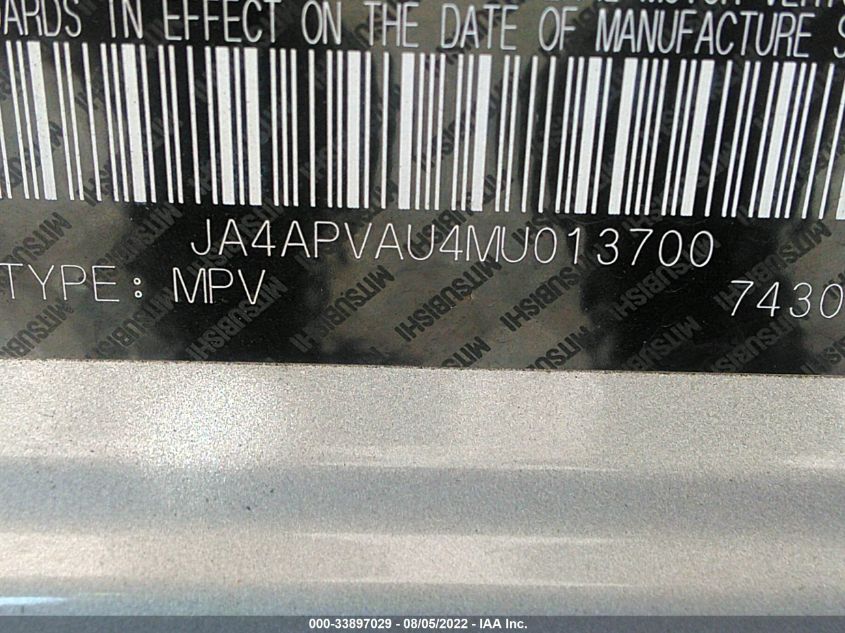 ARDS IN EFFECT ON THE DATE OF MANUFACTURE S
JA4APVAU4MU013700
TYPE: MPV 7430
MITSUBISHI
000-33897029 - 08/05/2022 - IAA Inc.